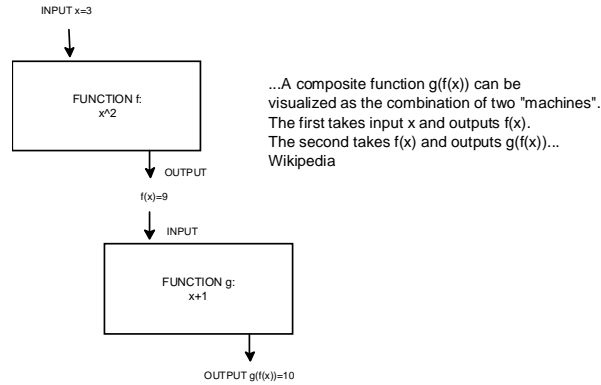 INPUT x=3
FUNCTION f:
x^2
...A composite function g(f(x)) can be
visualized as the combination of two "machines".
The first takes input x and outputs f(x).
The second takes f(x) and outputs g(f(x))...
Wikipedia
OUTPUT
f(x)=9
INPUT
FUNCTION g:
x+1
OUTPUT g(f(x))=10